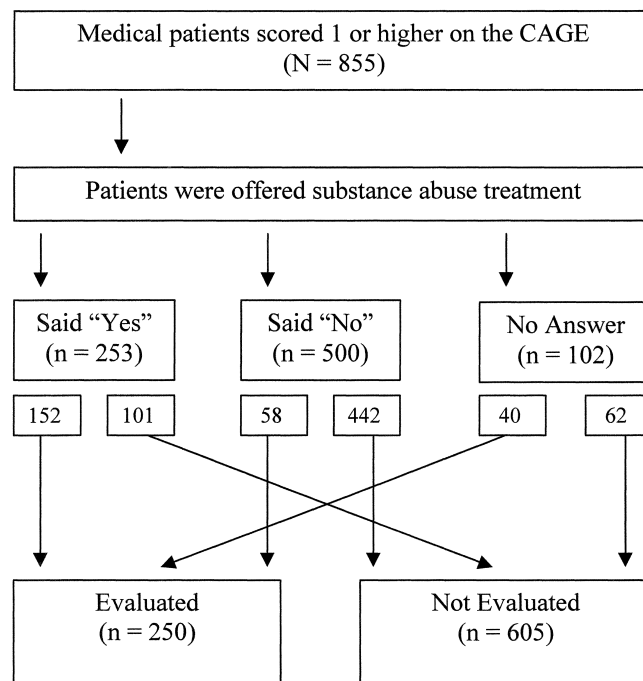 Medical patients scored 1 or higher on the CAGE
(N = 855)
Patients were offered substance abuse treatment
Said “Yes”
(n = 253)
Said “No”
(n = 500)
No Answer
(n = 102)
152
101
58
442
40
62
Evaluated
(n = 250)
Not Evaluated
(n = 605)